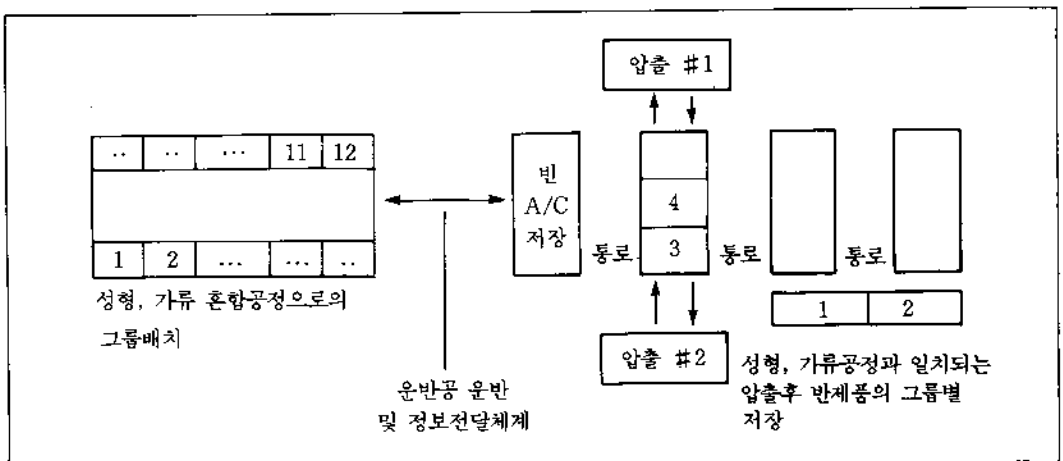 압출 #1
‥ ‥ … 11 12
빈
A/C
저장
4
3
통로 통로 통로
1 2 … … ‥
1 2
성형, 가류 혼합공정으로의
그룹배치
압출 #2
성형, 가류공정과 일치되는
압출후 반제품의 그룹별
저장
운반공 운반
및 정보전달체계